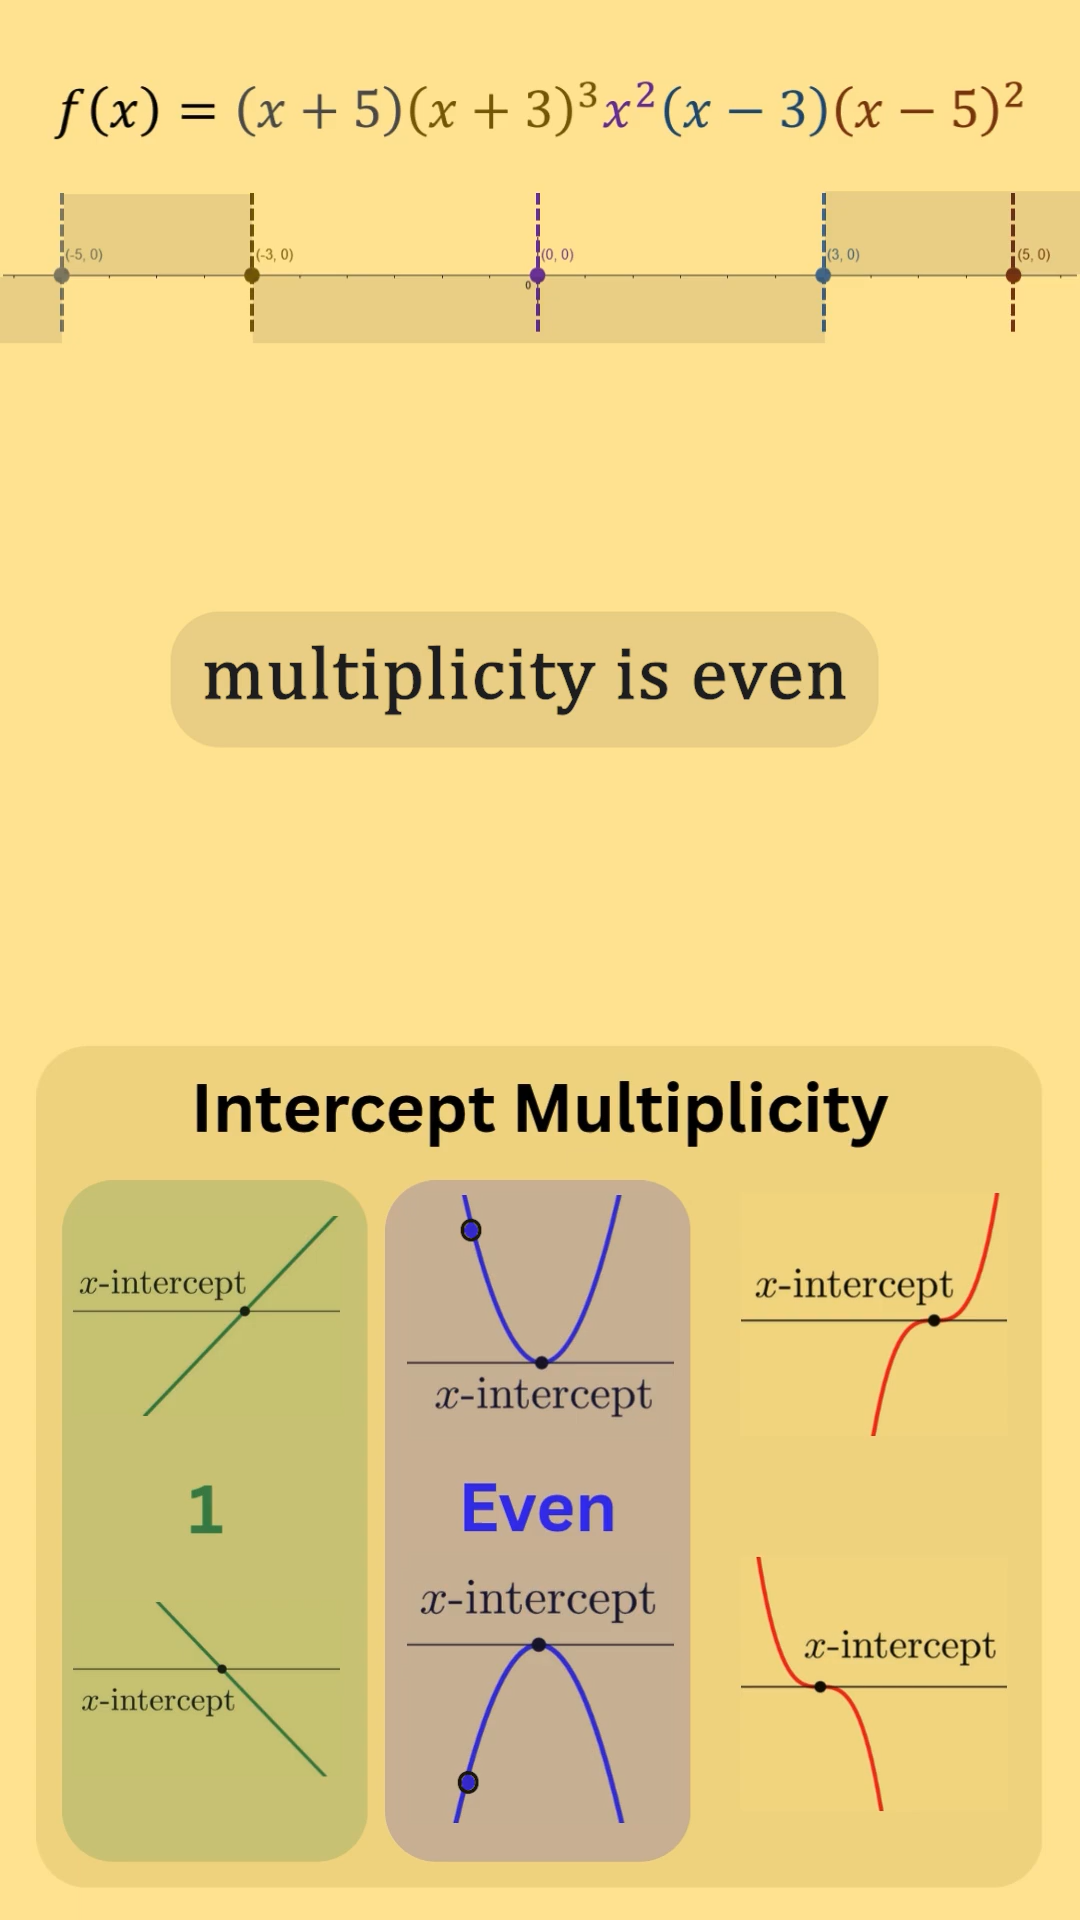 f(x) = (x + 5)(x + 3)³x²(x − 3)(x − 5)²
(-5, 0) (-3, 0) (0, 0) (3, 0) (5, 0)
0
multiplicity is even
Intercept Multiplicity
x-intercept
x-intercept
x-intercept
1
Even
x-intercept
x-intercept
x-intercept